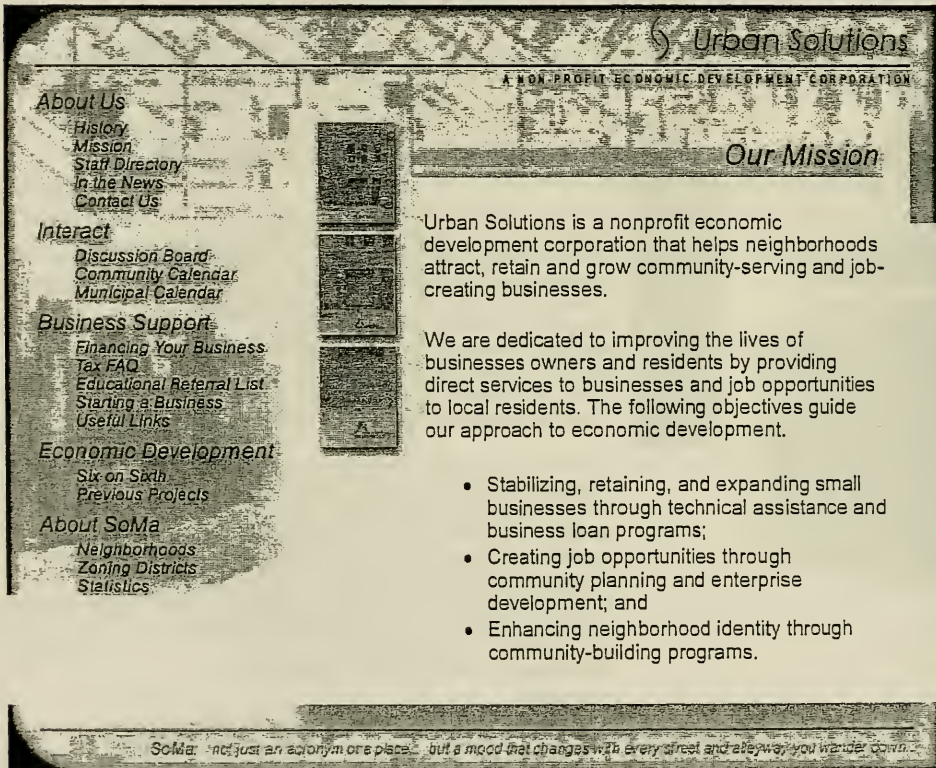 Urban Solutions
A NON-PROFIT ECONOMIC DEVELOPMENT CORPORATION
About Us
History
Mission
Staff Directory
In the News
Contact Us
Interact
Discussion Board
Community Calendar
Municipal Calendar
Business Support
Financing Your Business
Tax FAQ
Educational Referral List
Starting a Business
Useful Links
Economic Development
Six on Sixth
Previous Projects
About SoMa
Neighborhoods
Zoning Districts
Statistics
Our Mission
Urban Solutions is a nonprofit economic
development corporation that helps neighborhoods
attract, retain and grow community-serving and job-
creating businesses.
We are dedicated to improving the lives of
businesses owners and residents by providing
direct services to businesses and job opportunities
to local residents. The following objectives guide
our approach to economic development.
• Stabilizing, retaining, and expanding small
businesses through technical assistance and
business loan programs;
• Creating job opportunities through
community planning and enterprise
development; and
• Enhancing neighborhood identity through
community-building programs.
SoMa: not just an acronym or a place... but a mood that changes with every street and alleyway you wander down...